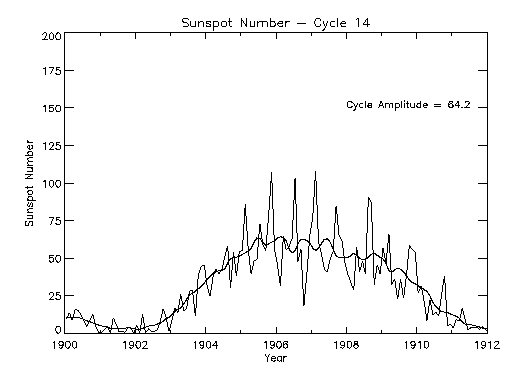 Sunspot Number — Cycle 14
200
175
150
Cycle Amplitude = 64.2
125
100
75
50
25
0
Sunspot Number
1900 1902 1904 1906 1908 1910 1912
Year